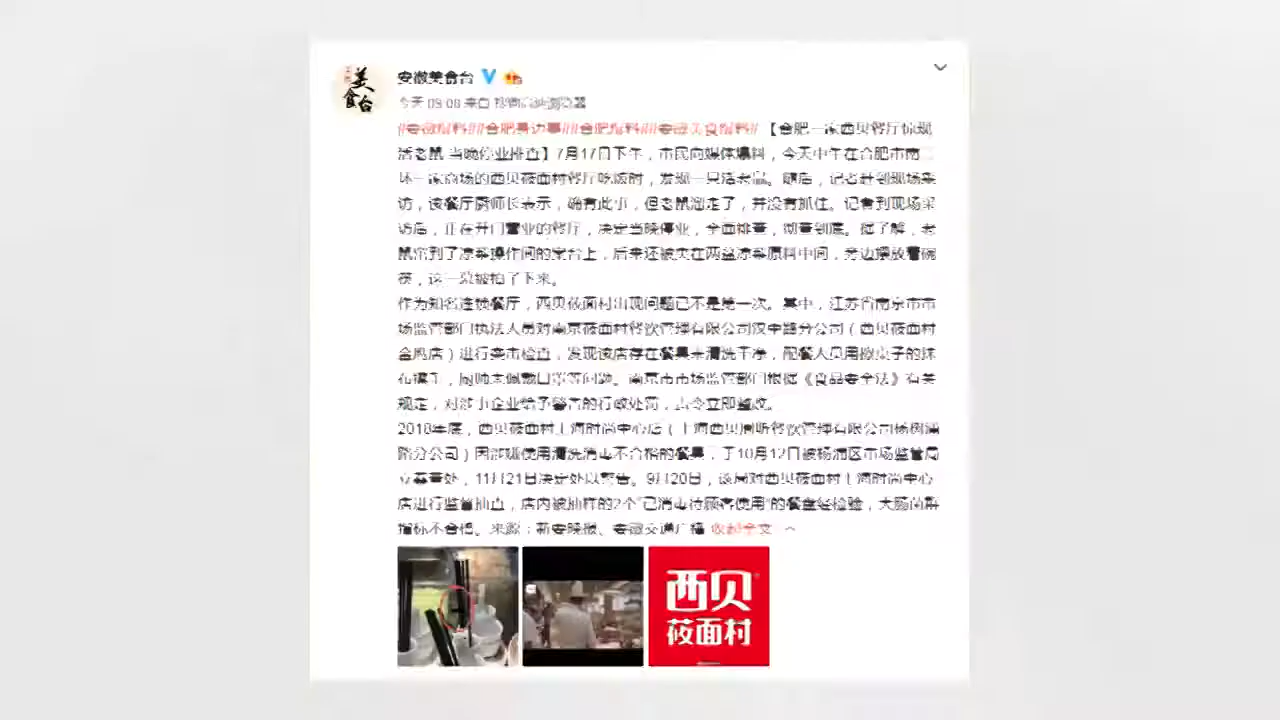 美食台
安徽美食台
今天 09:08 来自 搜狗高速浏览器
#安徽爆料##合肥身边事##合肥爆料##安徽美食爆料# 【合肥一家西贝餐厅惊现
活老鼠 当晚停业排查】7月17日下午，市民向媒体爆料，今天中午在合肥市南二
环一家商场的西贝莜面村餐厅吃饭时，发现一只活老鼠。随后，记者赶到现场采
访，该餐厅厨师长表示，确有此事，但老鼠溜走了，并没有抓住。记者到现场采
访后，正在开门营业的餐厅，决定当晚停业，全面排查，彻查到底。据了解，老
鼠窜到了凉菜操作间的案台上，后来还被夹在两盆凉菜原料中间，旁边摆放着碗
筷，这一幕被拍了下来。
作为知名连锁餐厅，西贝莜面村出现问题已不是第一次。其中，江苏省南京市市
场监管部门执法人员对南京莜面村餐饮管理有限公司汉中路分公司（西贝莜面村
金鹰店）进行突击检查，发现该店存在餐具未清洗干净，配餐人员用擦桌子的抹
布擦手，厨师未佩戴口罩等问题。南京市市场监管部门根据《食品安全法》有关
规定，对涉事企业给予警告的行政处罚，责令立即整改。
2018年底，西贝莜面村上海时尚中心店（上海西贝周昕餐饮管理有限公司杨树浦
路分公司）因涉嫌使用清洗消毒不合格的餐具，于10月12日被杨浦区市场监管局
立案查处，11月21日决定处以警告。9月20日，该局对西贝莜面村上海时尚中心
店进行监督抽查，店内被抽样的2个"已消毒待顾客使用"的餐盒经检验，大肠菌群
指标不合格。来源：新安晚报、安徽交通广播 收起全文
西贝
莜面村